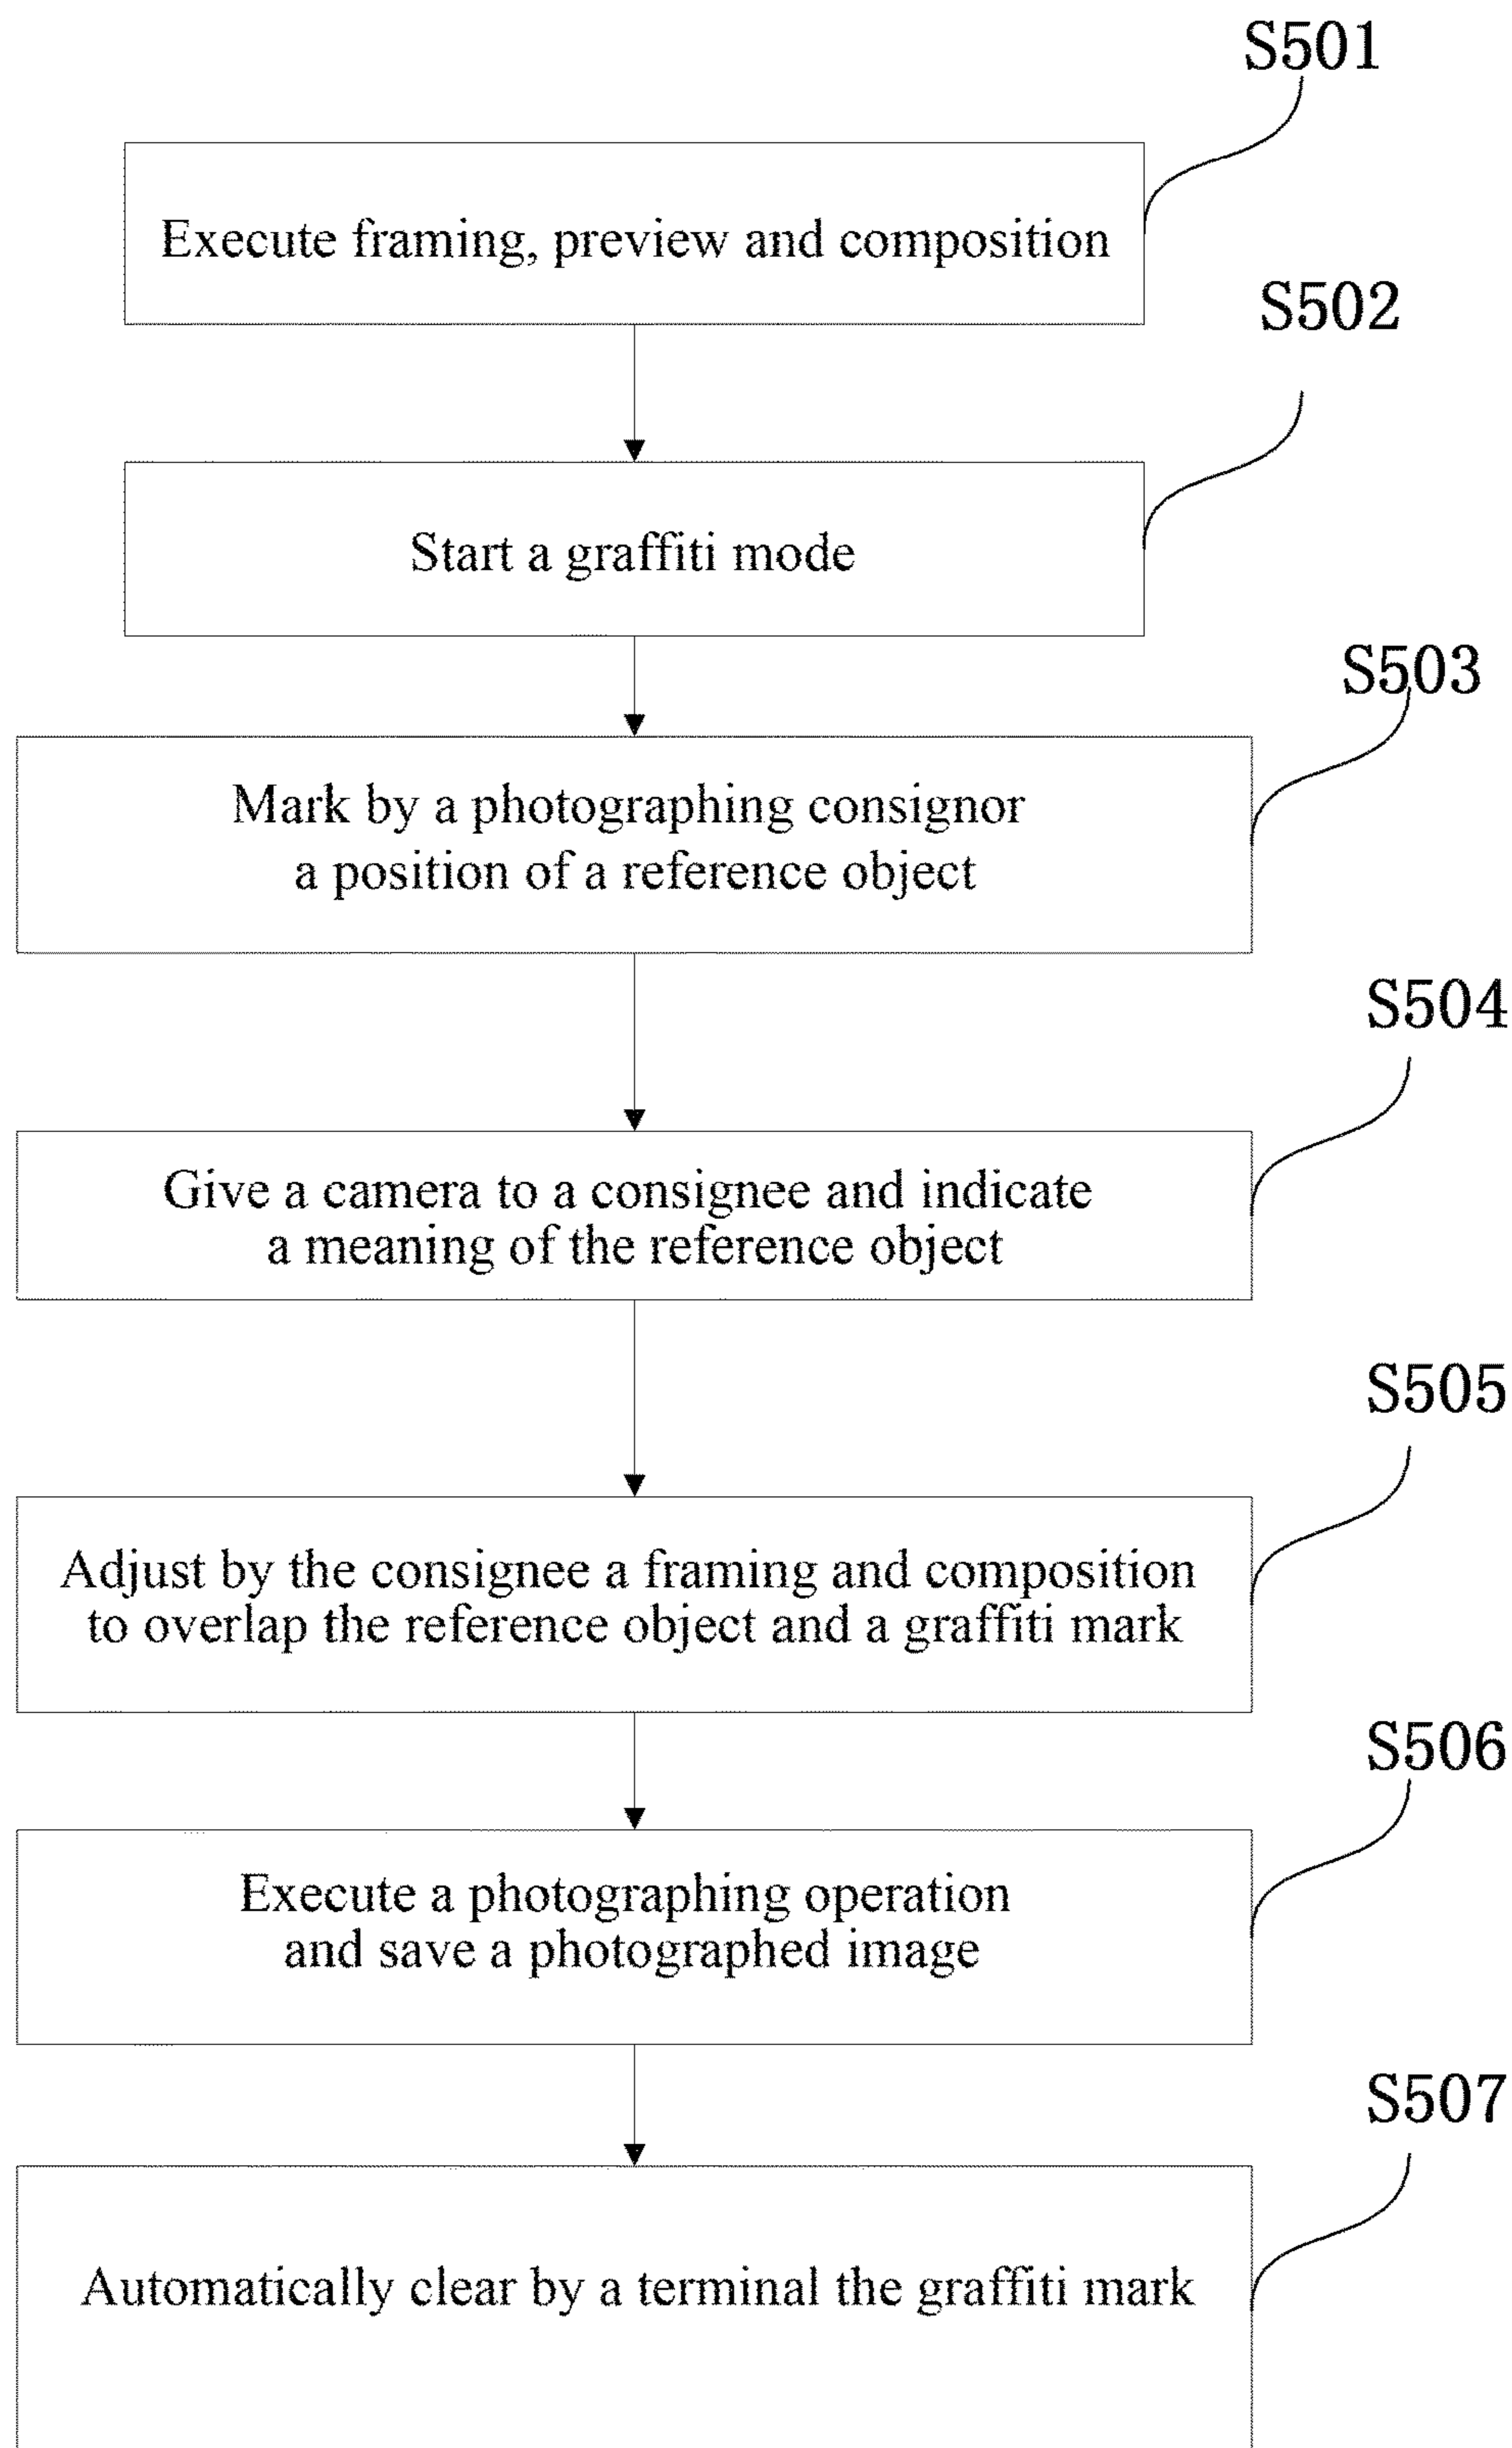 S501
Execute framing, preview and composition
S502
Start a graffiti mode
S503
Mark by a photographing consignor
a position of a reference object
S504
Give a camera to a consignee and indicate
a meaning of the reference object
S505
Adjust by the consignee a framing and composition
to overlap the reference object and a graffiti mark
S506
Execute a photographing operation
and save a photographed image
S507
Automatically clear by a terminal the graffiti mark